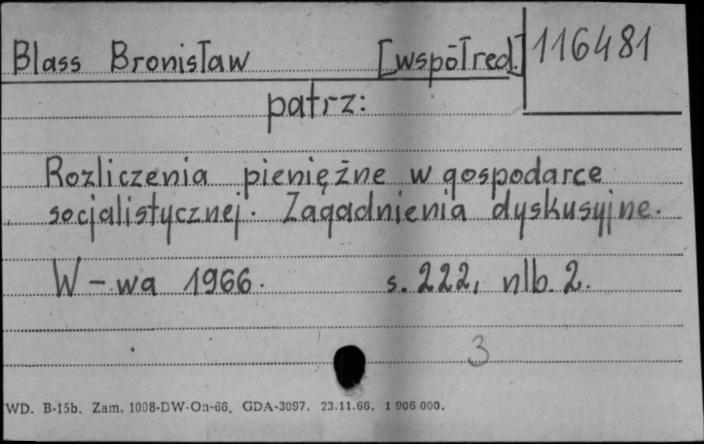 Blass Bronisław [współred.] 116481
patrz:
Rozliczenia pieniężne w gospodarce
socjalistycznej. Zagadnienia dyskusyjne.
W-wa 1966. s. 222, nlb. 2.
3
WD. B-15b. Zam. 1008-DW-On-66. GDA-3097. 23.11.66. 1 906 000.